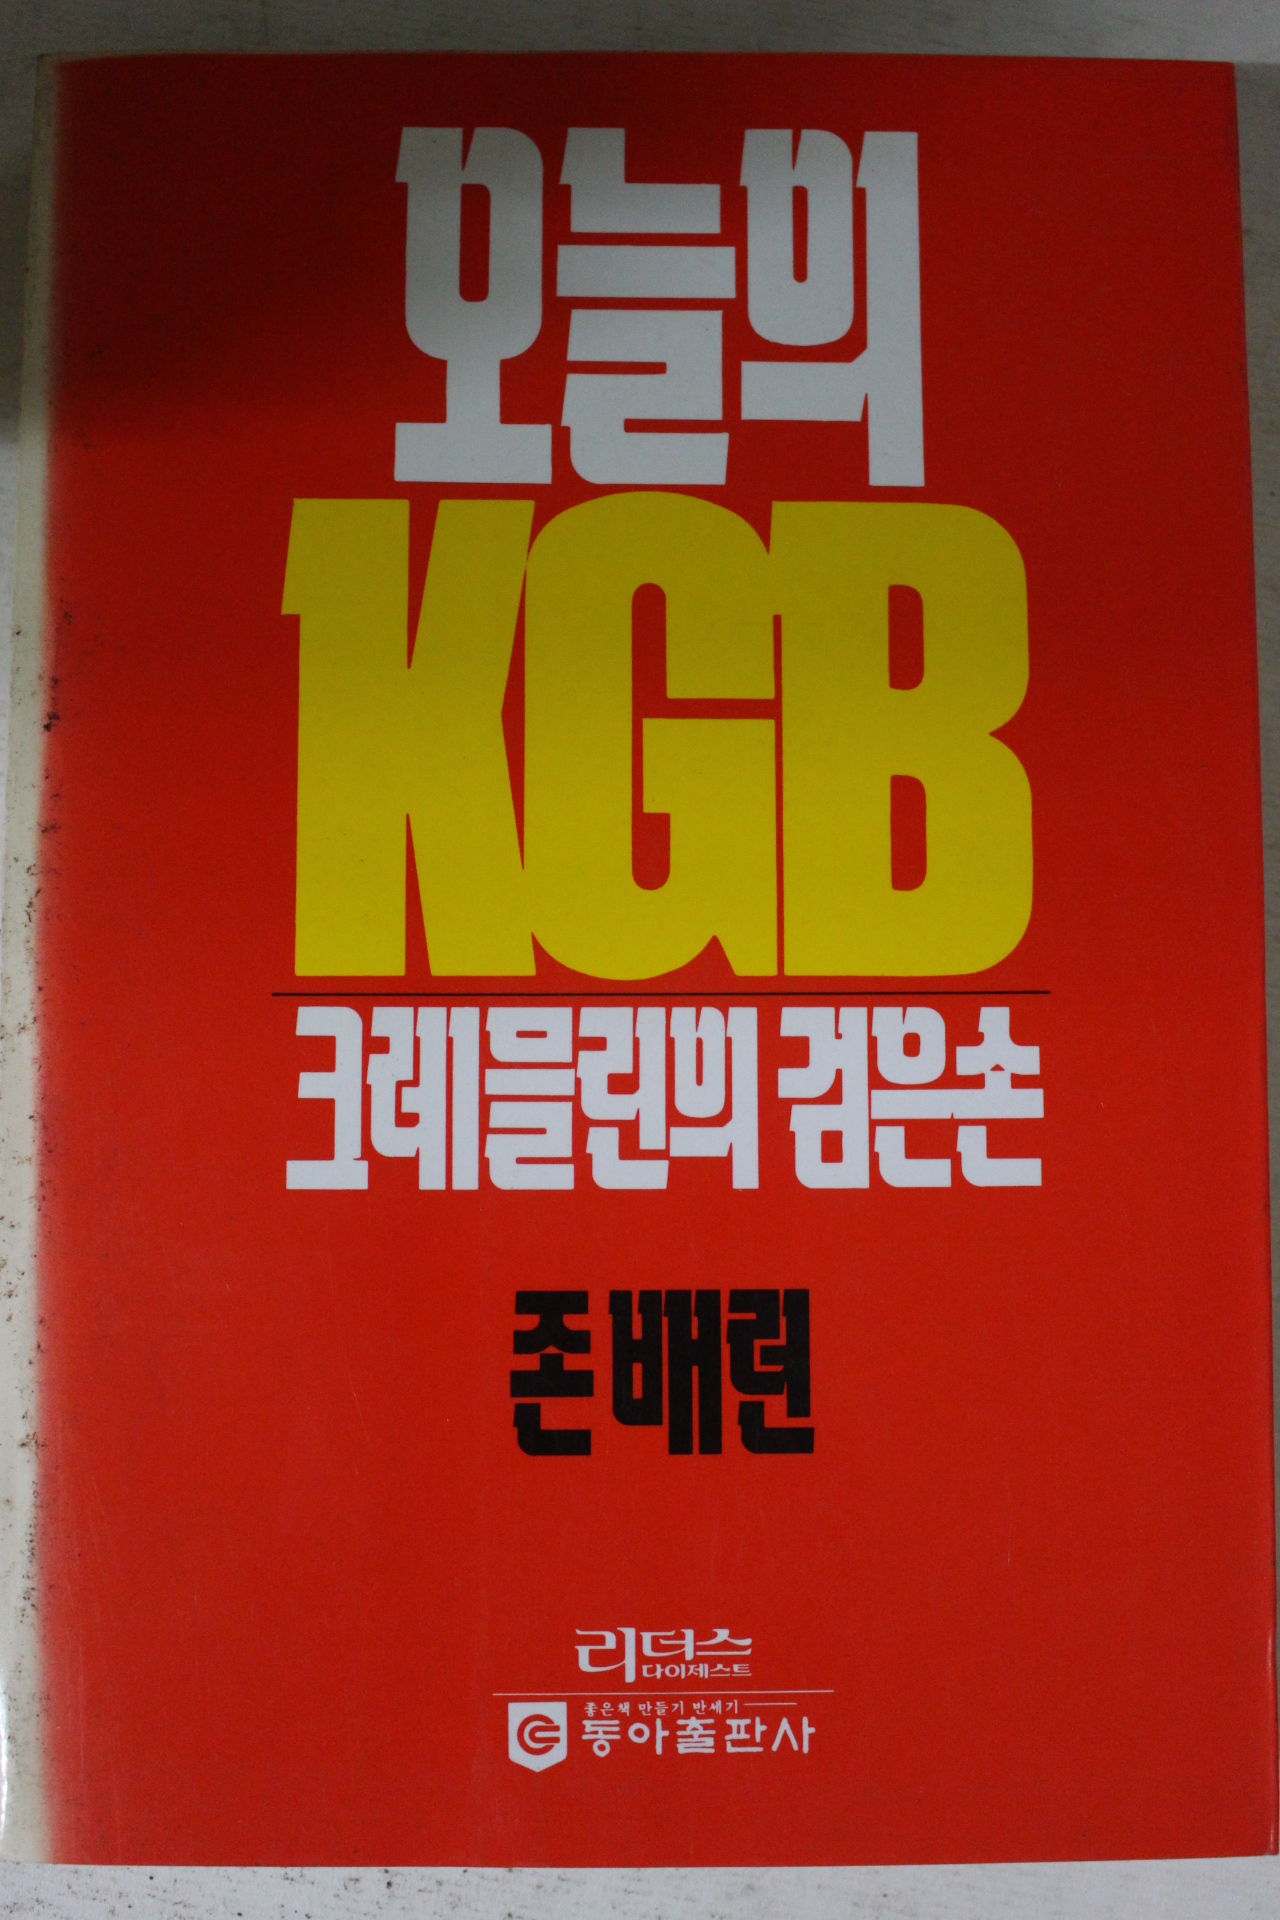 오늘의
KGB
크레믈린의 검은손
존 배런
리더스
다이제스트
좋은책 만들기 반세기
동아출판사